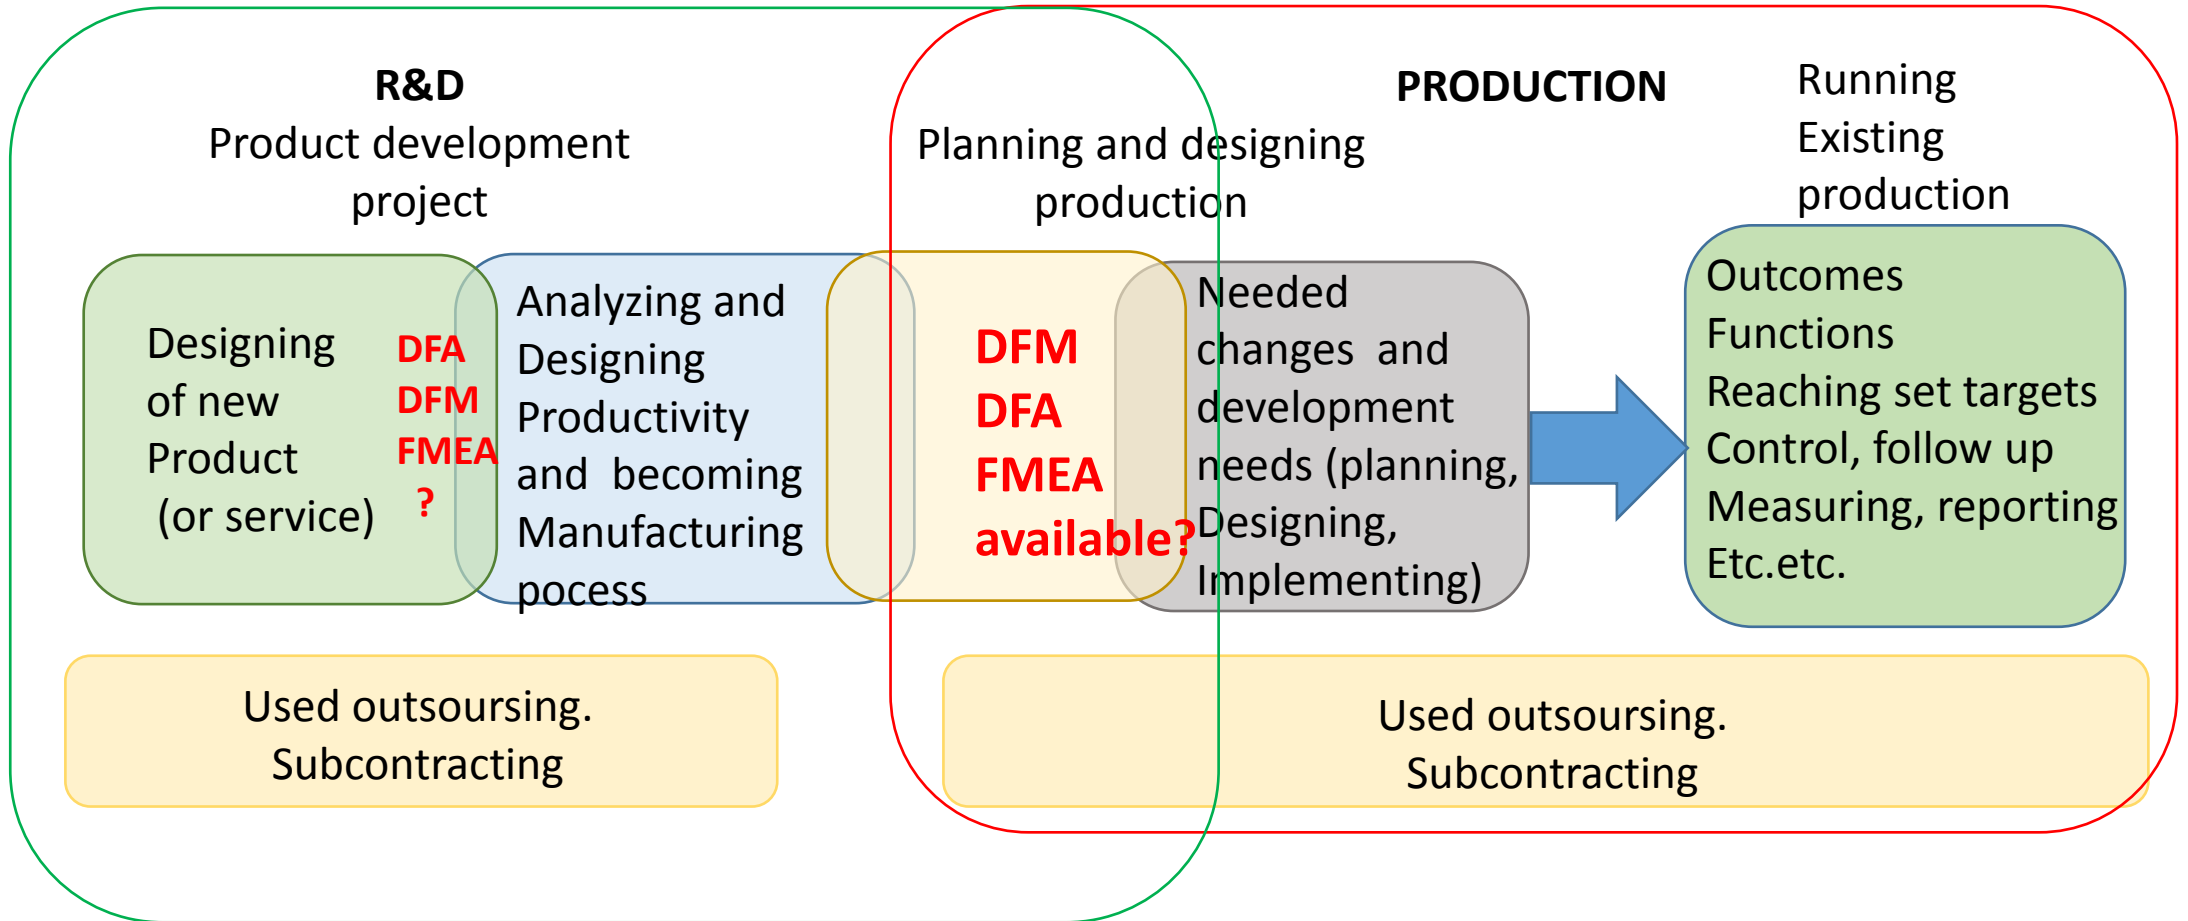 R&D
Product development
project
PRODUCTION
Planning and designing
production
Running
Existing
production
Designing
of new
Product
(or service)
DFA
DFM
FMEA
?
Analyzing and
Designing
Productivity
and becoming
Manufacturing
pocess
DFM
DFA
FMEA
available?
Needed
changes and
development
needs (planning,
Designing,
Implementing)
Outcomes
Functions
Reaching set targets
Control, follow up
Measuring, reporting
Etc.etc.
Used outsoursing.
Subcontracting
Used outsoursing.
Subcontracting